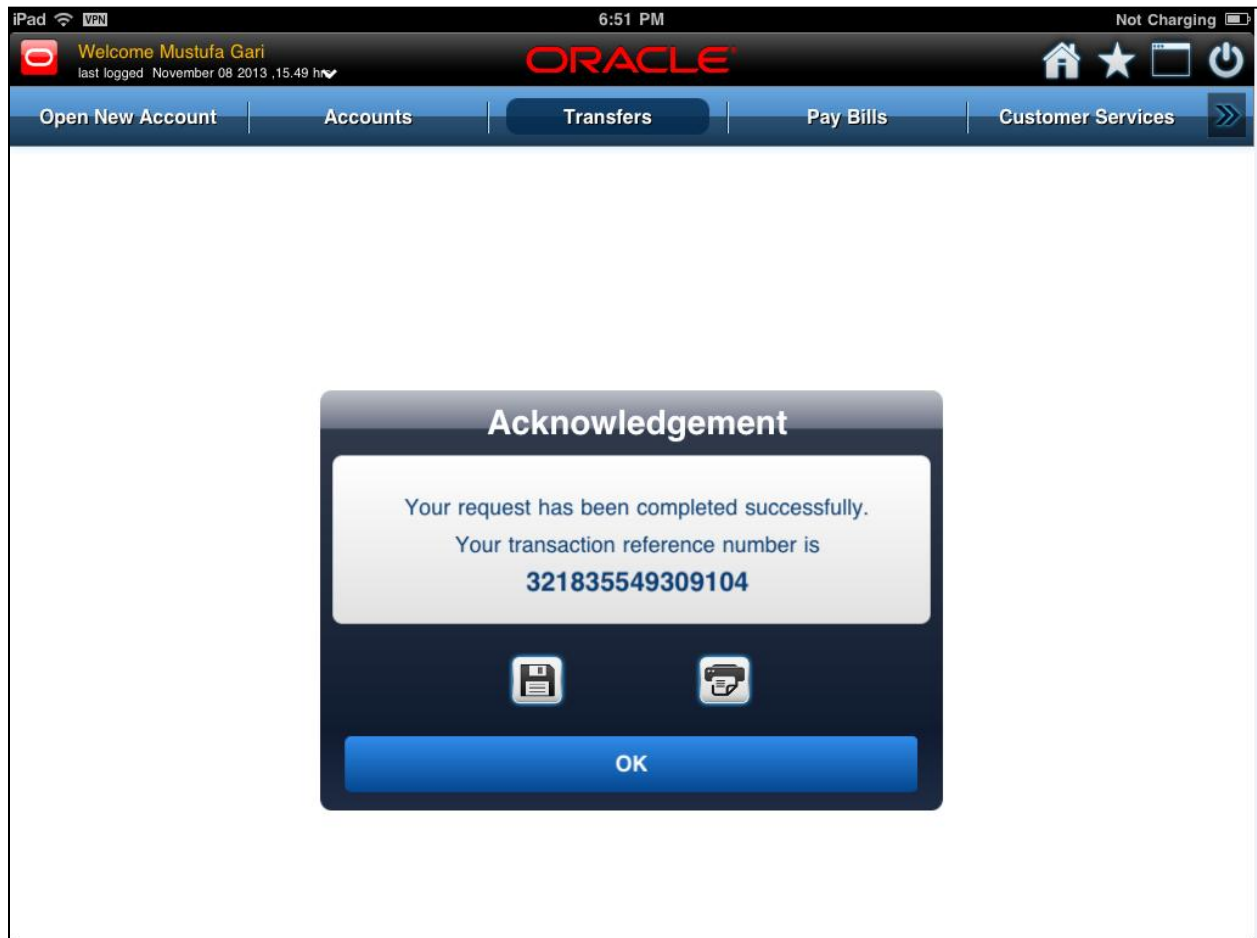 iPad VPN 6:51 PM Not Charging
Welcome Mustufa Gari
ORACLE
last logged November 08 2013 ,15.49 hrs
Open New Account Accounts Transfers Pay Bills Customer Services
Acknowledgement
Your request has been completed successfully.
Your transaction reference number is
321835549309104
OK